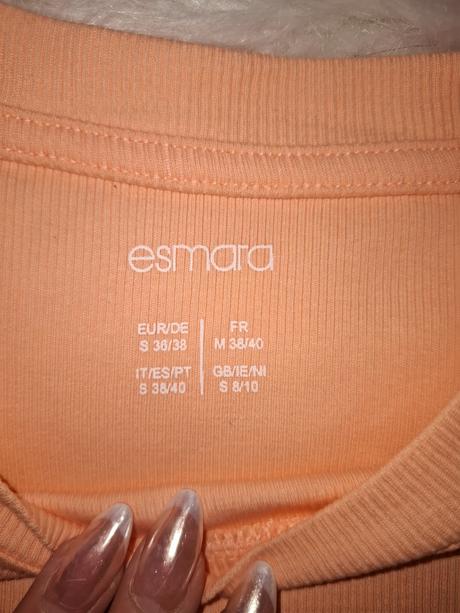 esmara
EUR/DE
S 36/38
FR
M 38/40
IT/ES/PT
S 38/40
GB/IE/NI
S 8/10